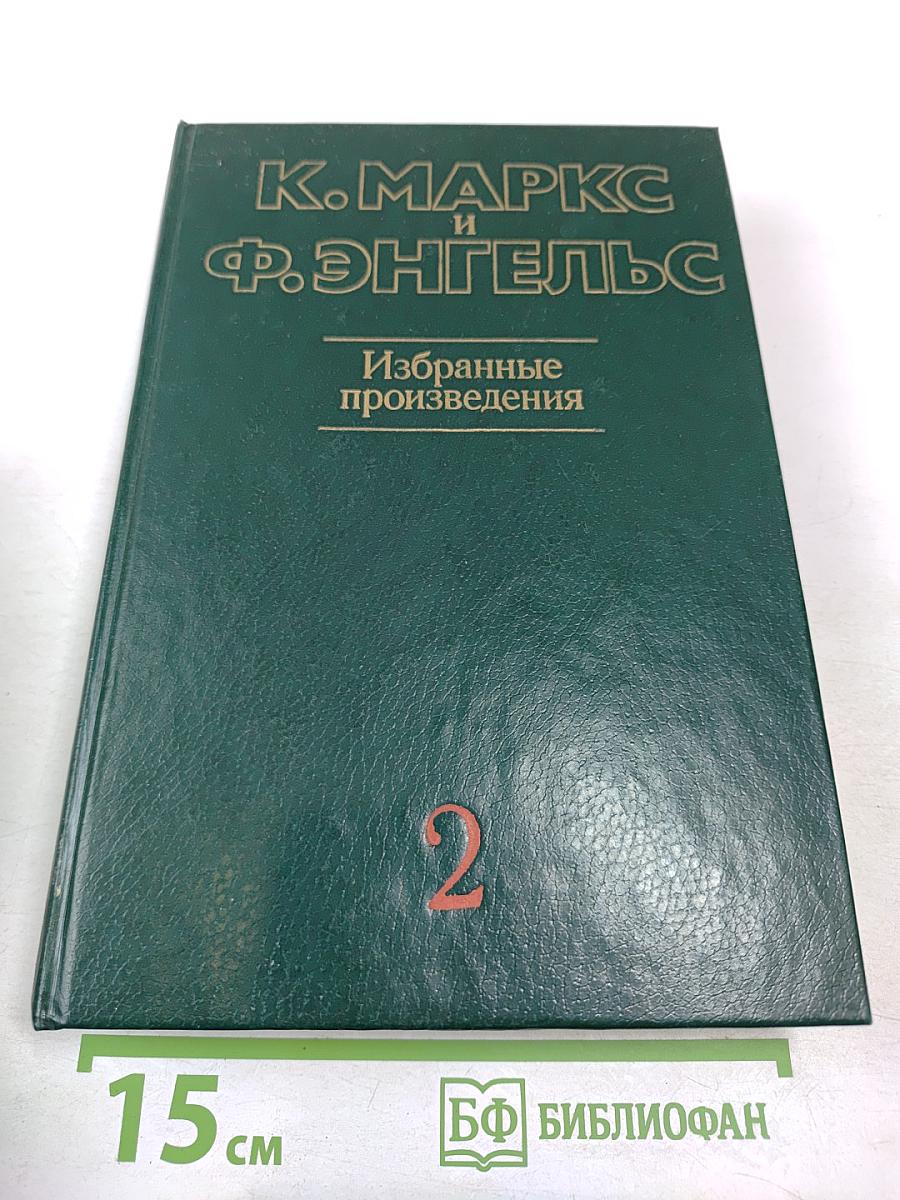 К. МАРКС
и
Ф. ЭНГЕЛЬС
Избранные
произведения
2
15 см
БФ БИБЛИОФАН